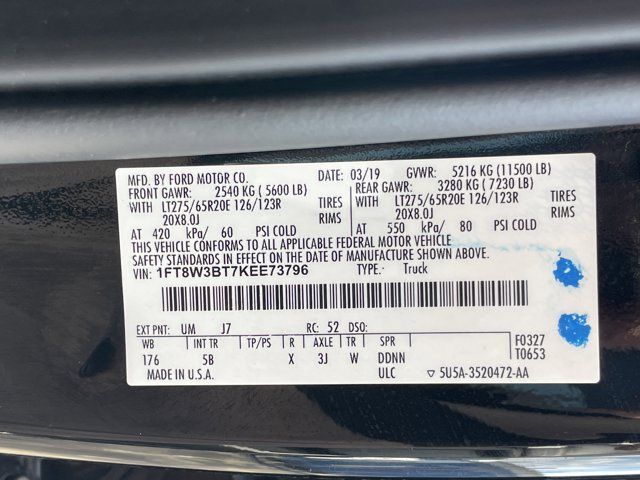 MFD. BY FORD MOTOR CO. DATE: 03/19 GVWR: 5216 KG (11500 LB)
FRONT GAWR: 2540 KG (5600 LB) REAR GAWR: 3280 KG (7230 LB)
WITH LT275/65R20E 126/123R TIRES WITH LT275/65R20E 126/123R TIRES
20X8.0J RIMS 20X8.0J RIMS
AT 420 kPa/ 60 PSI COLD AT 550 kPa/ 80 PSI COLD
THIS VEHICLE CONFORMS TO ALL APPLICABLE FEDERAL MOTOR VEHICLE
SAFETY STANDARDS IN EFFECT ON THE DATE OF MANUFACTURE SHOWN ABOVE.
VIN: 1FT8W3BT7KEE73796 TYPE: Truck
EXT PNT: UM J7 RC: 52 DSO: F0327
WB INT TR TP/PS R AXLE TR SPR T0653
176 5B X 3J W DDNN
MADE IN U.S.A. ULC ▽ 5U5A-3520472-AA